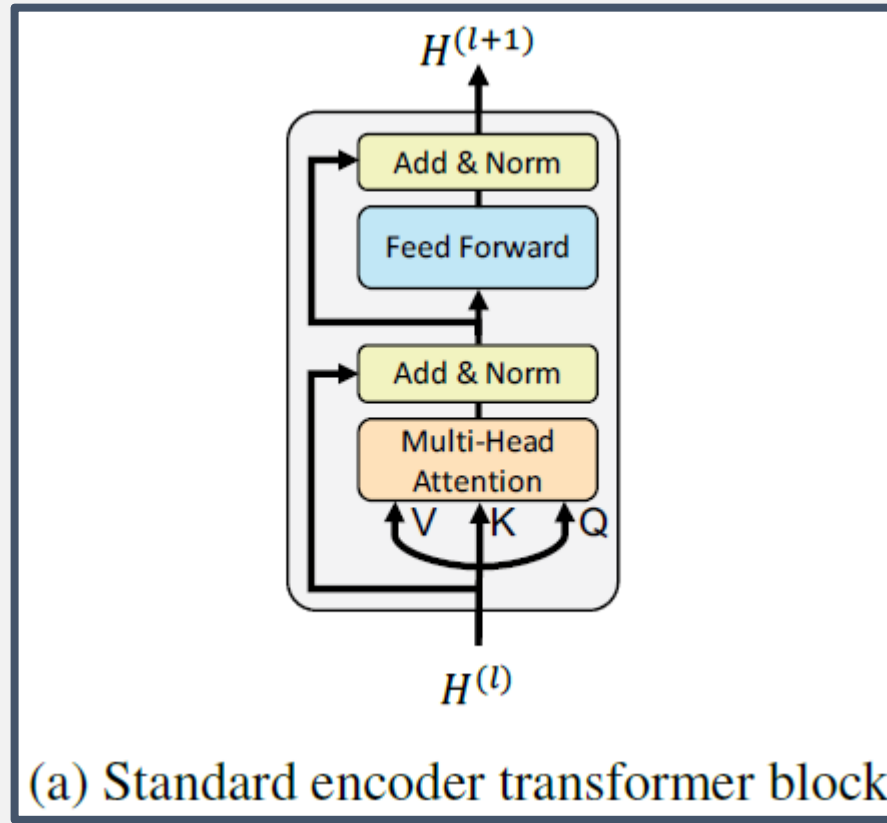 H^(l+1)
Add & Norm
Feed Forward
Add & Norm
Multi-Head
Attention
V K Q
H^(l)
(a) Standard encoder transformer block